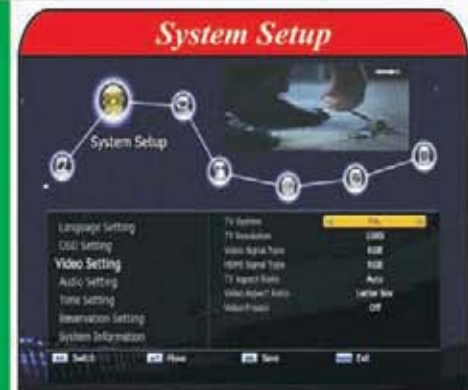 System Setup
System Setup
Language Setting
OSD Setting
Video Setting
Audio Setting
Time Setting
Reservation Setting
System Information
TV System
TV Resolution
Video Signal Type RGB
HDMI Signal Type RGB
TV Aspect Ratio Auto
Video Aspect Ratio Letter Box
Video Freeze Off
Switch Move Save Exit